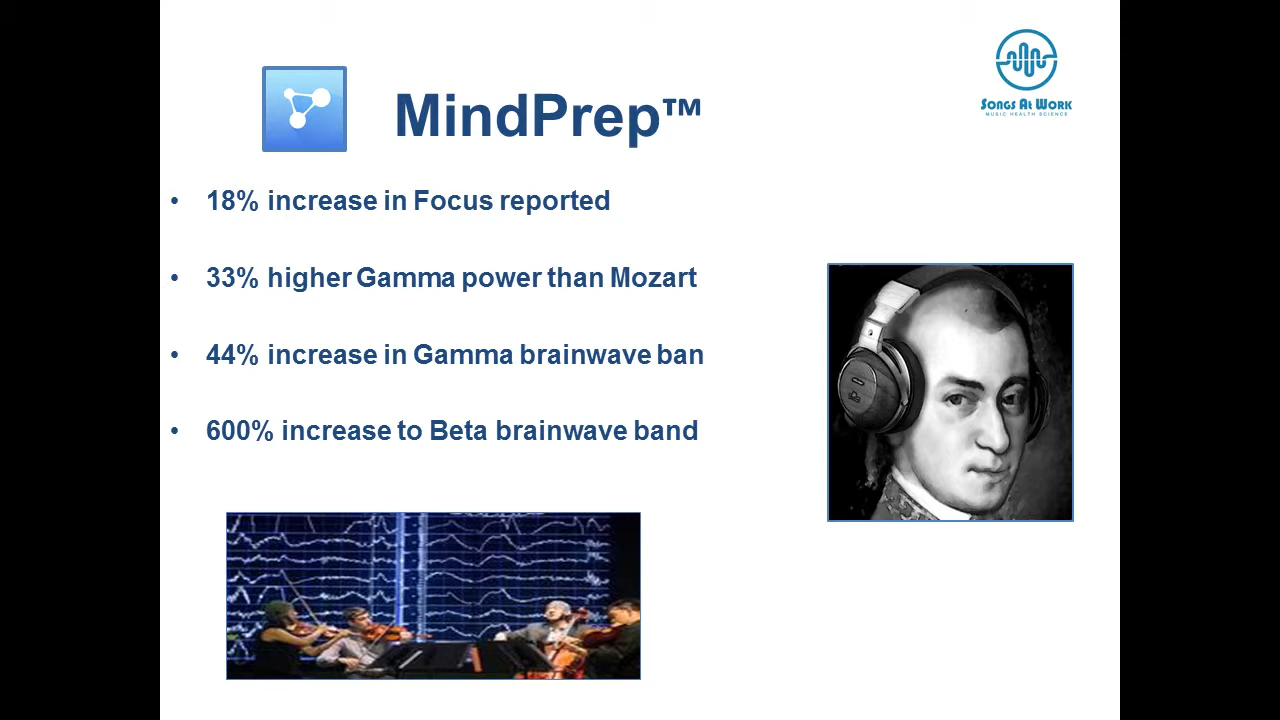 SONGS AT WORK
MUSIC HEALTH SCIENCE
MindPrep™
• 18% increase in Focus reported
• 33% higher Gamma power than Mozart
• 44% increase in Gamma brainwave ban
• 600% increase to Beta brainwave band